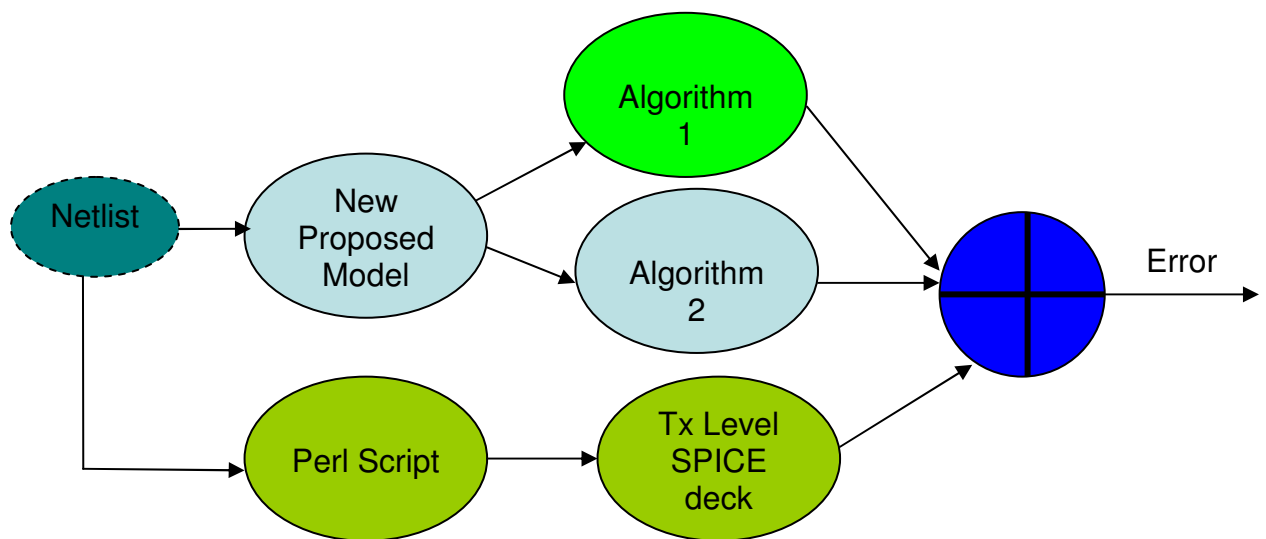 Netlist
New
Proposed
Model
Algorithm
1
Algorithm
2
Error
Perl Script
Tx Level
SPICE
deck